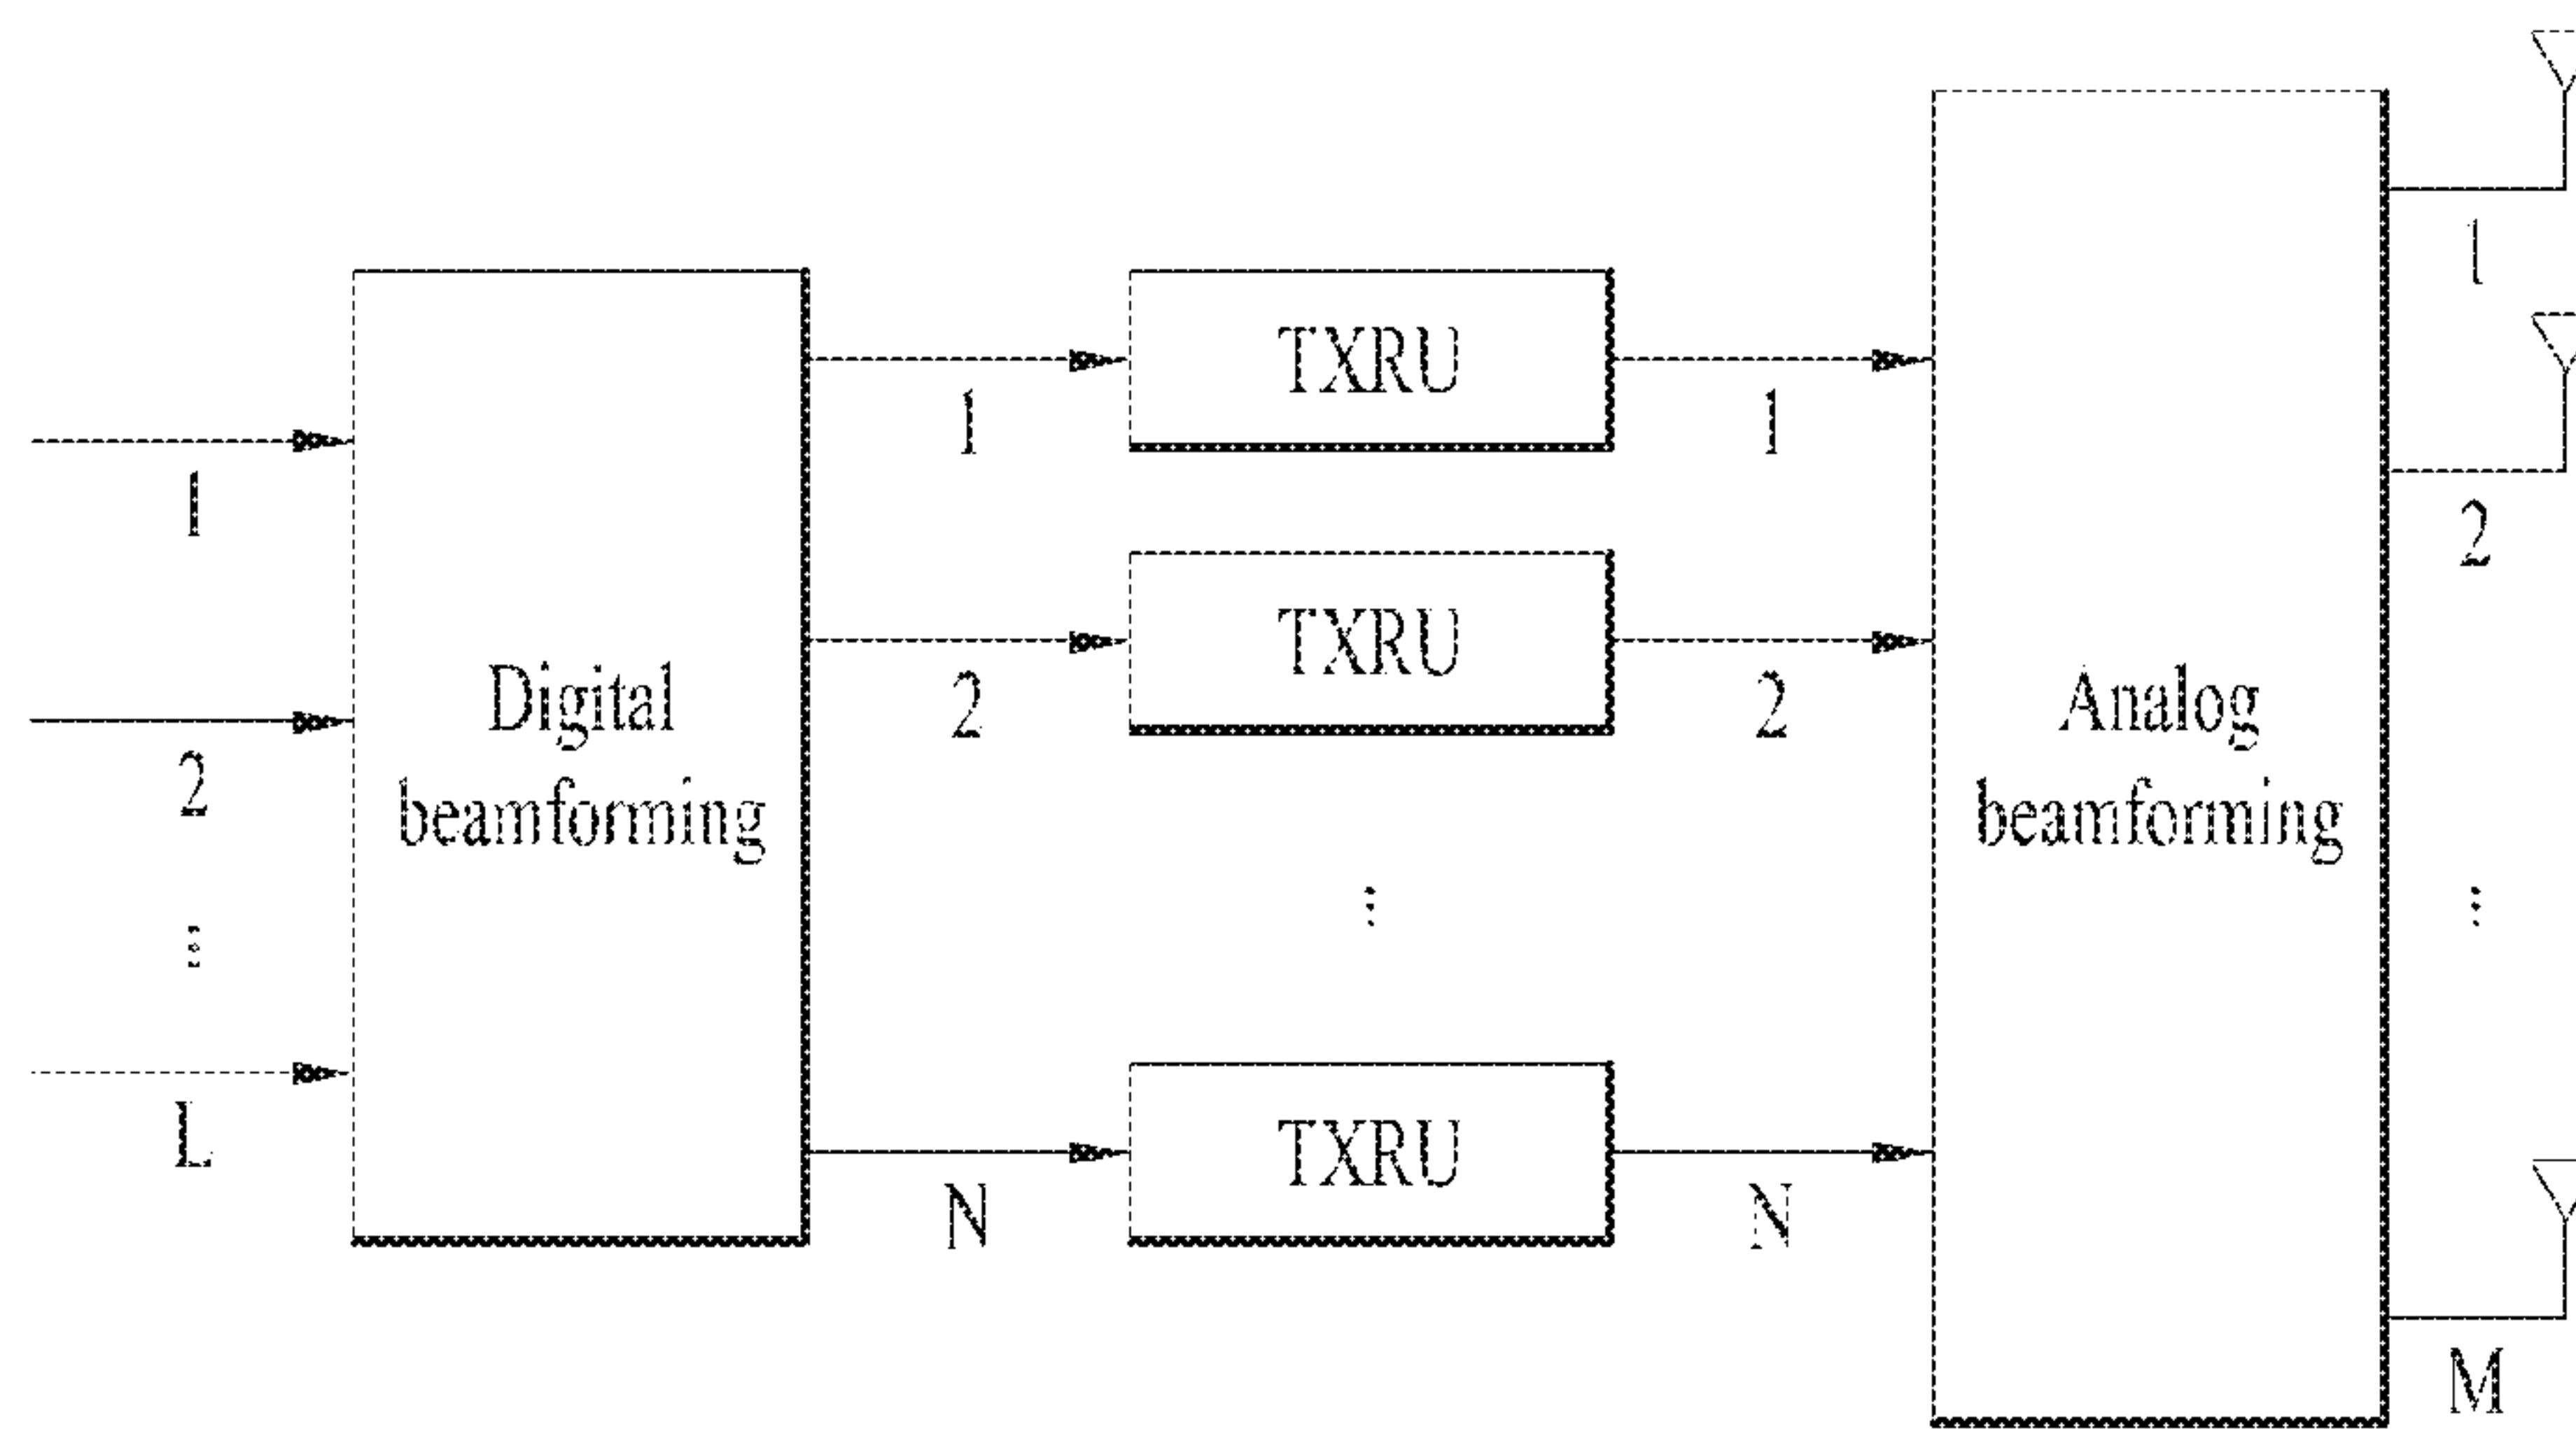 1
2
⋮
L
Digital
beamforming
1
2
N
TXRU
TXRU
⋮
TXRU
1
2
N
Analog
beamforming
1
2
⋮
M